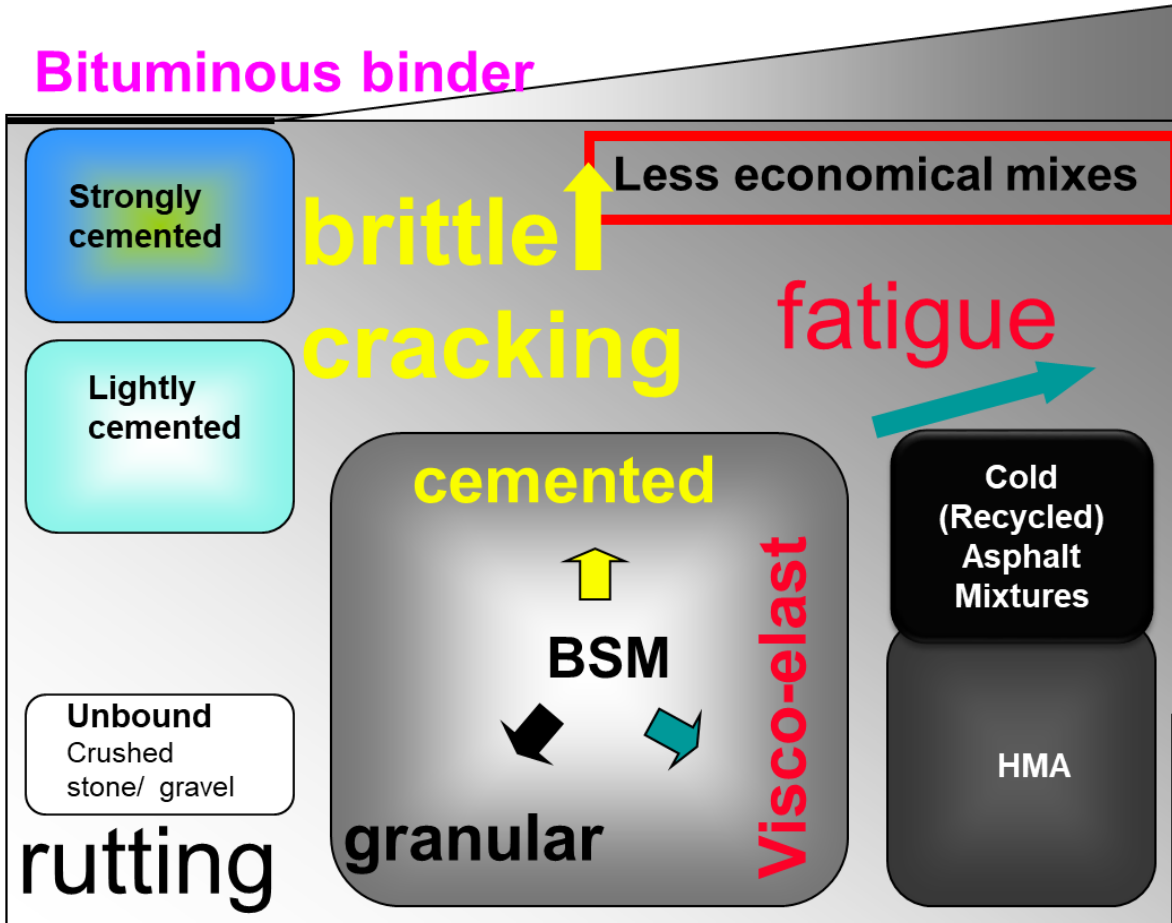 Bituminous binder
Less economical mixes
Strongly
cemented
brittle
cracking
fatigue
Lightly
cemented
cemented
Cold
(Recycled)
Asphalt
Mixtures
Visco-elast
BSM
Unbound
Crushed
stone/ gravel
HMA
granular
rutting